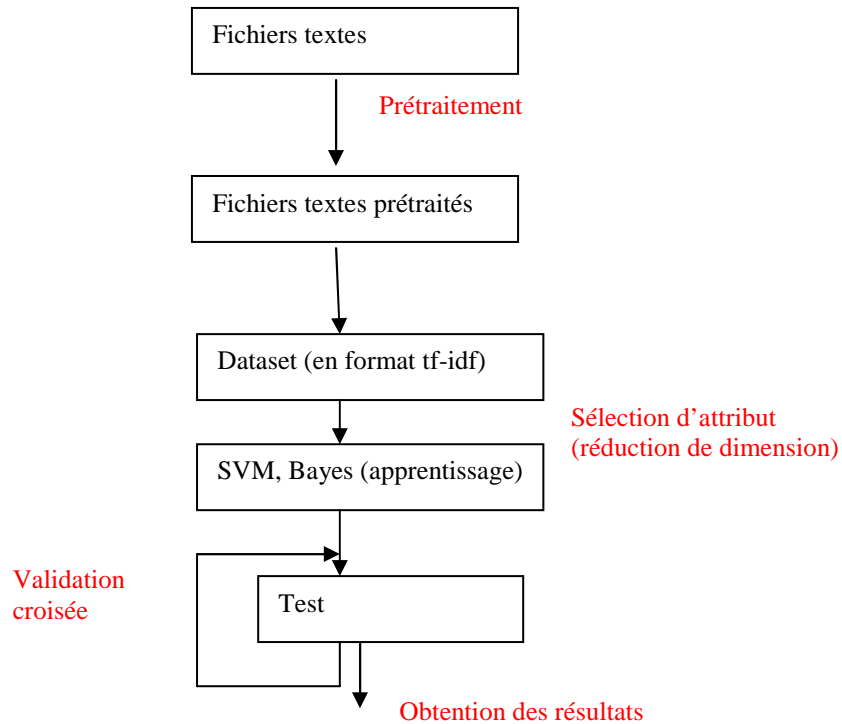 Fichiers textes
Prétraitement
Fichiers textes prétraités
Dataset (en format tf-idf)
Sélection d’attribut
(réduction de dimension)
SVM, Bayes (apprentissage)
Validation
croisée
Test
Obtention des résultats